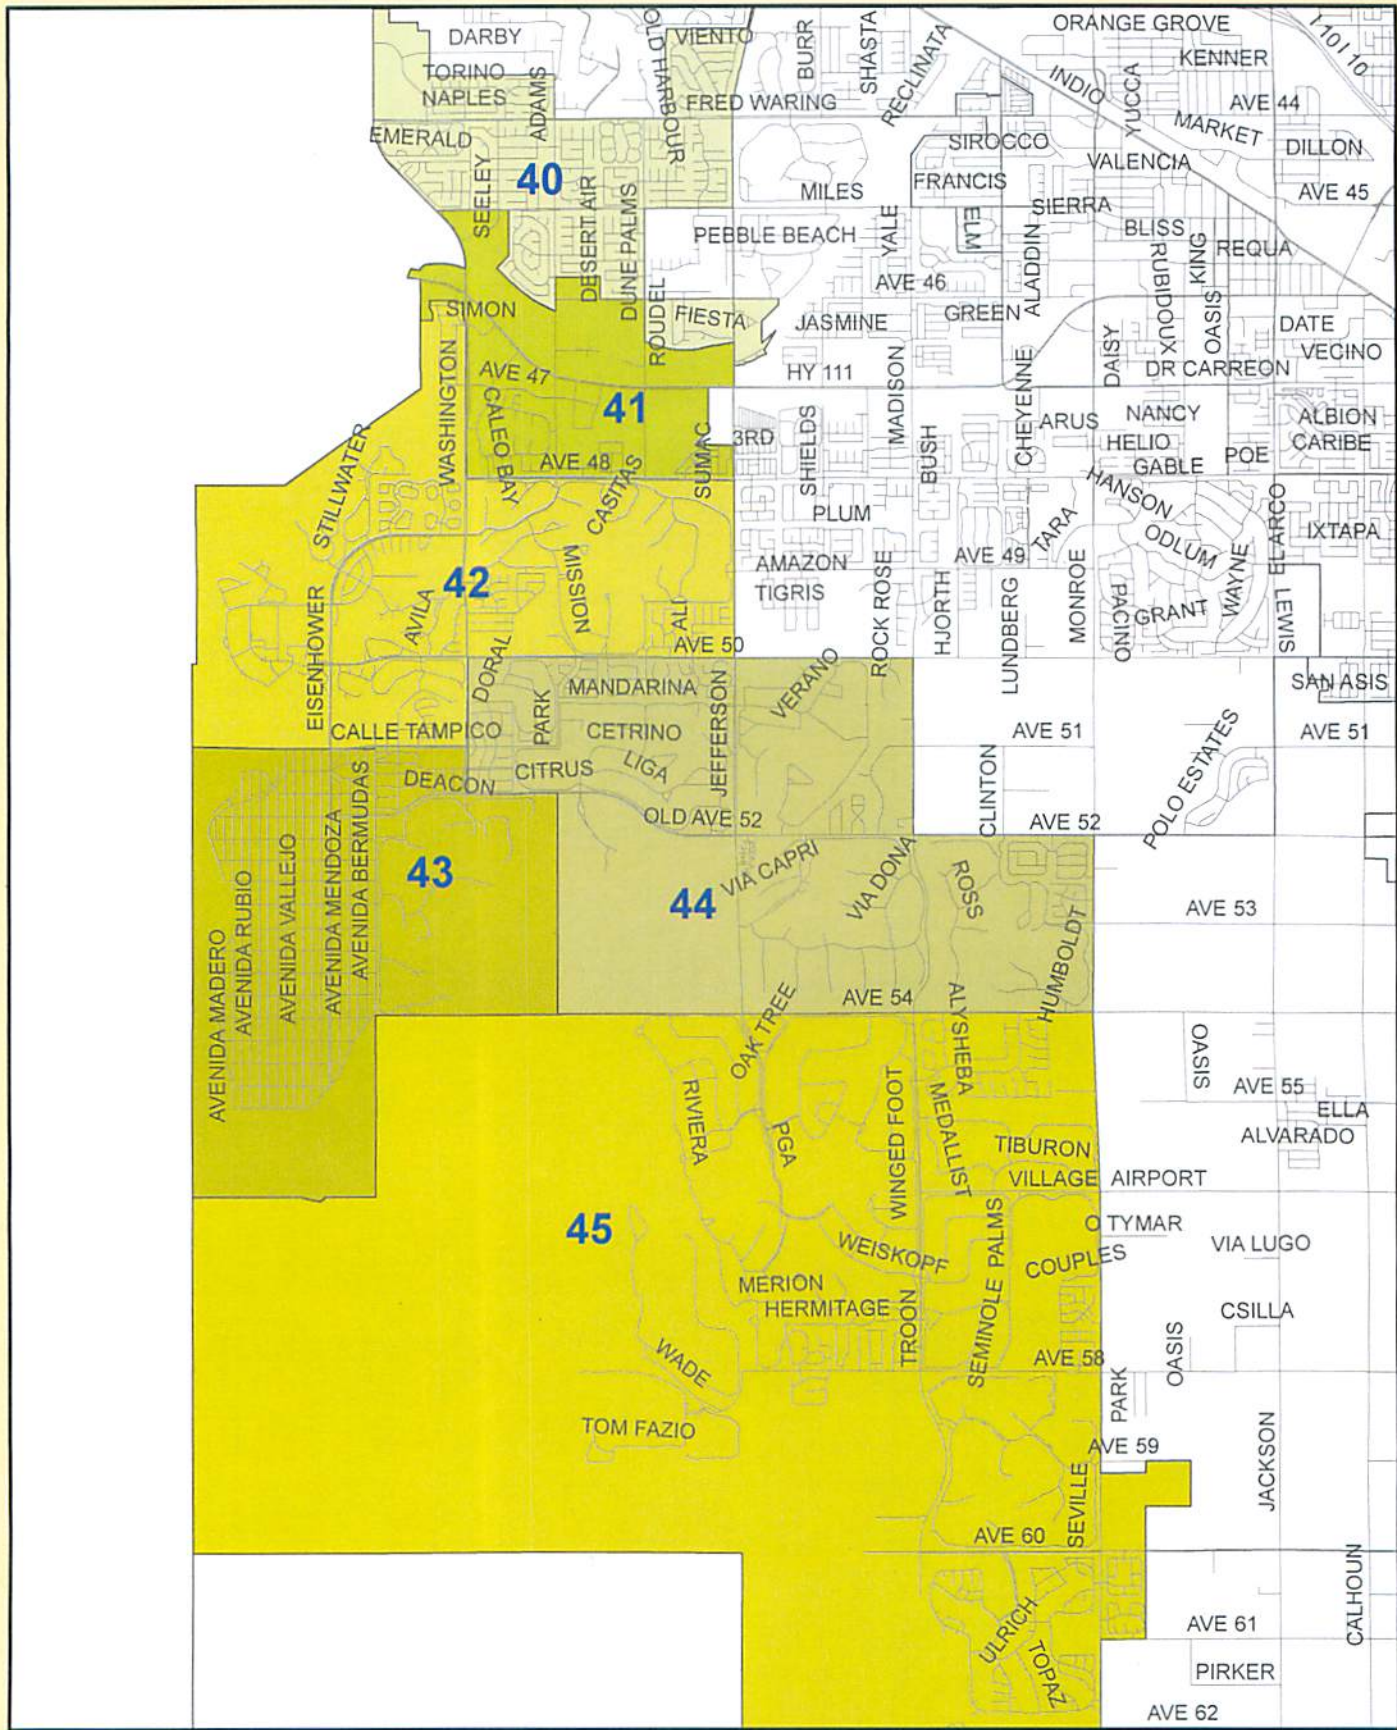 DARBY
OLD HARBOUR
VIENTO
BURR
SHASTA
RECLINATA
ORANGE GROVE
I 10 I 10
KENNER
TORINO
NAPLES
ADAMS
FRED WARING
INDIO
YUCCA
AVE 44
MARKET
EMERALD
SIROCCO
VALENCIA
DILLON
SEELEY
40
DESERT AIR
DUNE PALMS
MILES
FRANCIS
SIERRA
AVE 45
PEBBLE BEACH
YALE
ELM
ALADDIN
BLISS
RUBIDOUX
KING
REQUA
AVE 46
SIMON
ROUDEL
FIESTA
JASMINE
GREEN
OASIS
DATE
VECINO
WASHINGTON
AVE 47
HY 111
MADISON
CHEYENNE
DAISY
DR CARREON
CALEO BAY
41
SUMAC
3RD
SHIELDS
BUSH
ARUS
NANCY
ALBION
HELIO
CARIBE
STILLWATER
AVE 48
CASITAS
GABLE
POE
HANSON
PLUM
TARA
ODLUM
ELARCO
IXTAPA
42
MISSION
AMAZON
TIGRIS
ROCK ROSE
AVE 49
HJORTH
LUNDBERG
MONROE
PACINO
GRANT
WAYNE
LEWIS
EISENHOWER
AVILA
ALI
AVE 50
DORAL
MANDARINA
JEFFERSON
VERANO
SAN ASIS
CALLE TAMPICO
PARK
CETRINO
AVE 51
AVE 51
DEACON
CITRUS
LIGA
CLINTON
POLO ESTATES
OLD AVE 52
AVE 52
AVENIDA MADERO
AVENIDA RUBIO
AVENIDA VALLEJO
AVENIDA MENDOZA
AVENIDA BERMUDAS
43
44
VIA CAPRI
VIA DONA
ROSS
HUMBOLDT
AVE 53
AVE 54
OAK TREE
ALYSHEBA
OASIS
AVE 55
RIVIERA
PGA
WINGED FOOT
MEDALLIST
ELLA
ALVARADO
TIBURON
VILLAGE
AIRPORT
45
WEISKOPF
SEMINOLE PALMS
O TYMAR
COUPLES
VIA LUGO
MERION
HERMITAGE
TROON
CSILLA
WADE
AVE 58
OASIS
PARK
TOM FAZIO
AVE 59
JACKSON
SEVILLE
AVE 60
CALHOUN
ULRICH
TOPAZ
AVE 61
PIRKER
AVE 62